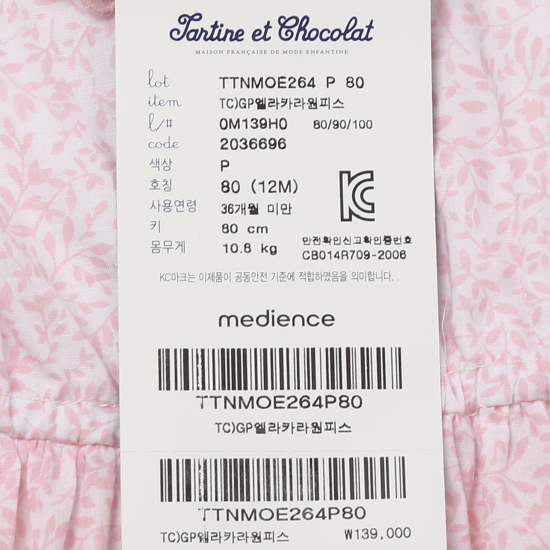 Tartine et Chocolat
MAISON FRANÇAISE DE MODE ENFANTINE
lot TTNMOE264 P 80
item TC)GP엘라카라원피스
l/# 0M139H0 80/90/100
code 2036696
색상 P
호칭 80 (12M)
사용연령 36개월 미만
키 80 cm
몸무게 10.8 kg
KC
안전확인신고확인증번호
CB014R709-2006
KC마크는 이제품이 공동안전 기준에 적합하였음을 의미합니다.
medience
TTNMOE264P80
TC)GP엘라카라원피스
TTNMOE264P80
TC)GP엘라카라원피스 ₩139,000